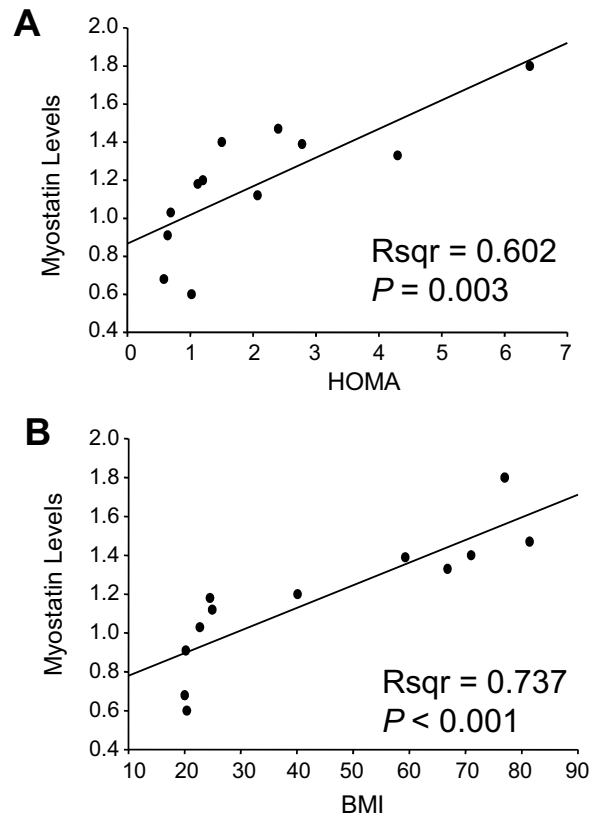 A
2.0
1.8
1.6
1.4
1.2
1.0
0.8
0.6
0.4
Myostatin Levels
Rsqr = 0.602
P = 0.003
0 1 2 3 4 5 6 7
HOMA
B
2.0
1.8
1.6
1.4
1.2
1.0
0.8
0.6
0.4
Myostatin Levels
Rsqr = 0.737
P < 0.001
10 20 30 40 50 60 70 80 90
BMI